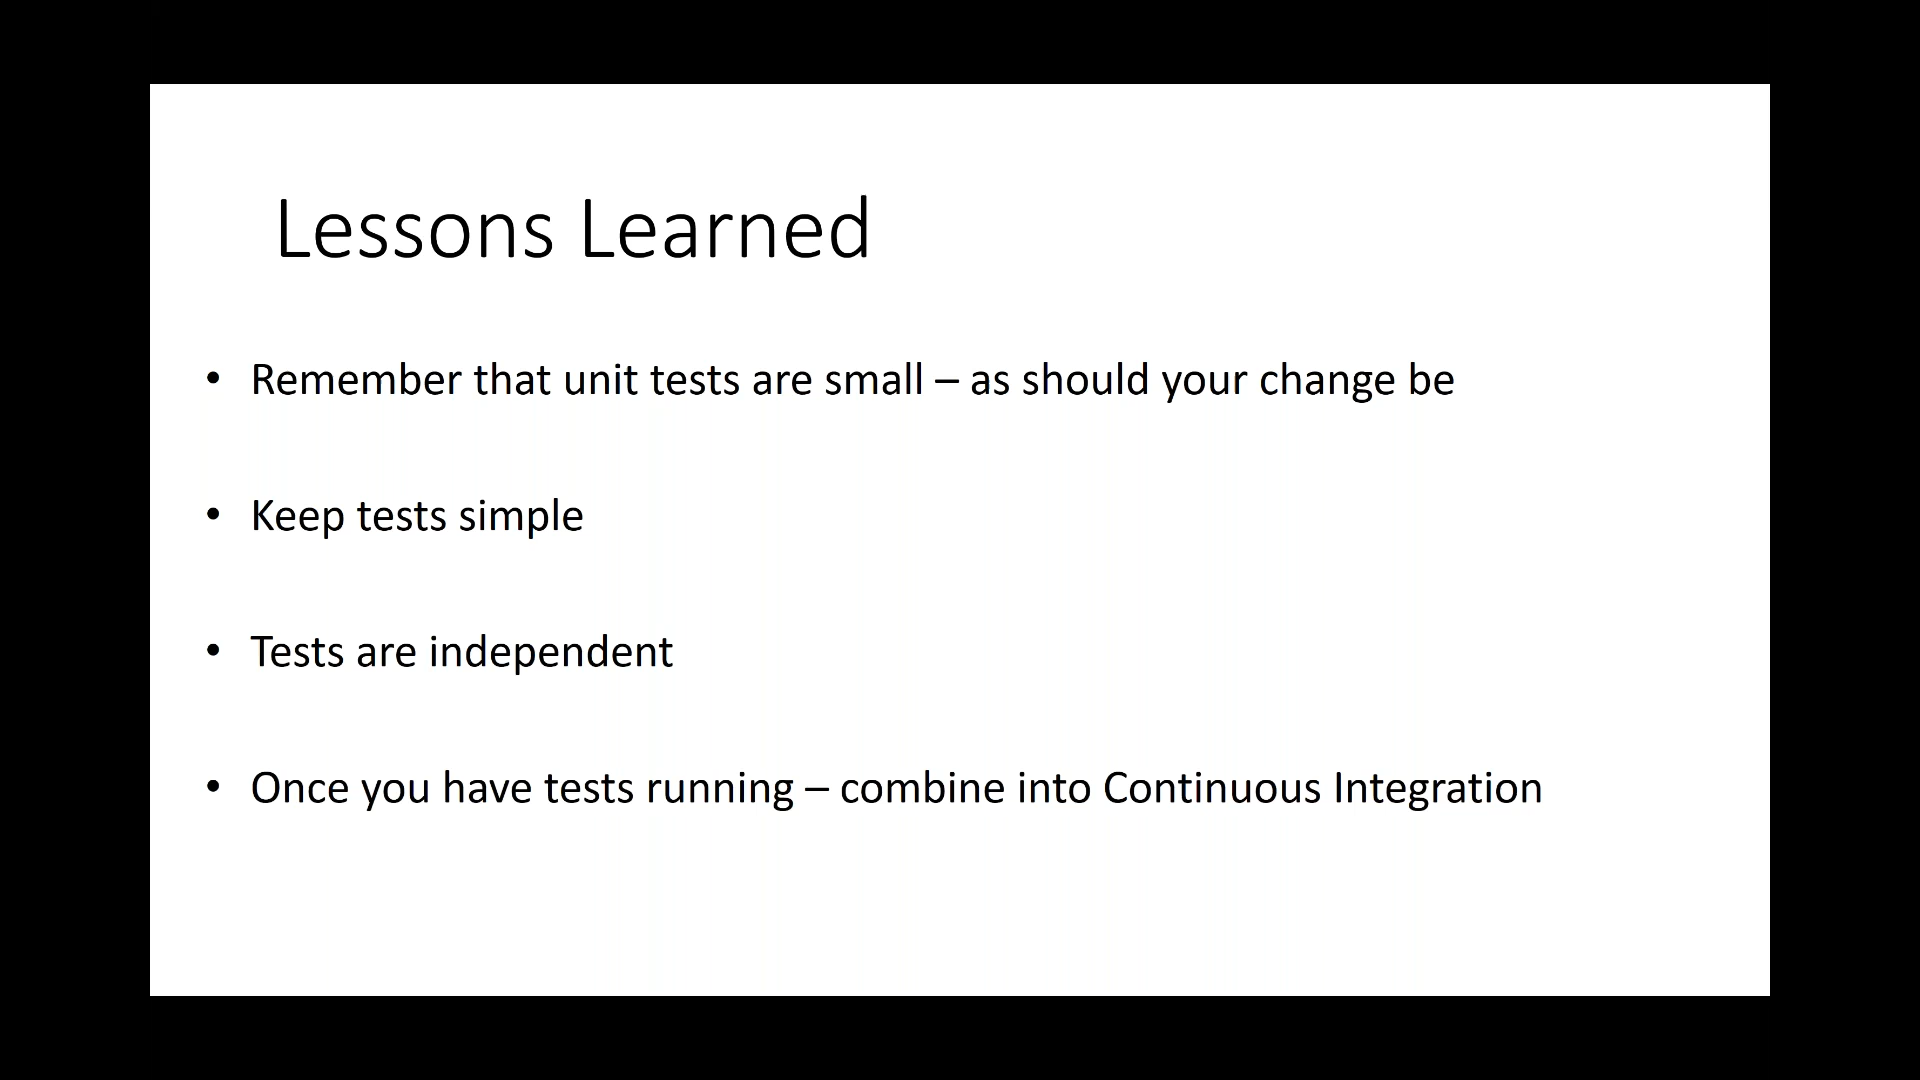 Lessons Learned
• Remember that unit tests are small – as should your change be
• Keep tests simple
• Tests are independent
• Once you have tests running – combine into Continuous Integration